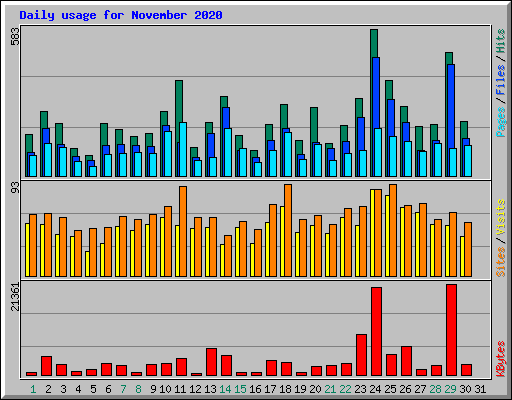 Daily usage for November 2020
583
Pages / Files / Hits
93
Sites / Visits
21361
KBytes
1 2 3 4 5 6 7 8 9 10 11 12 13 14 15 16 17 18 19 20 21 22 23 24 25 26 27 28 29 30 31